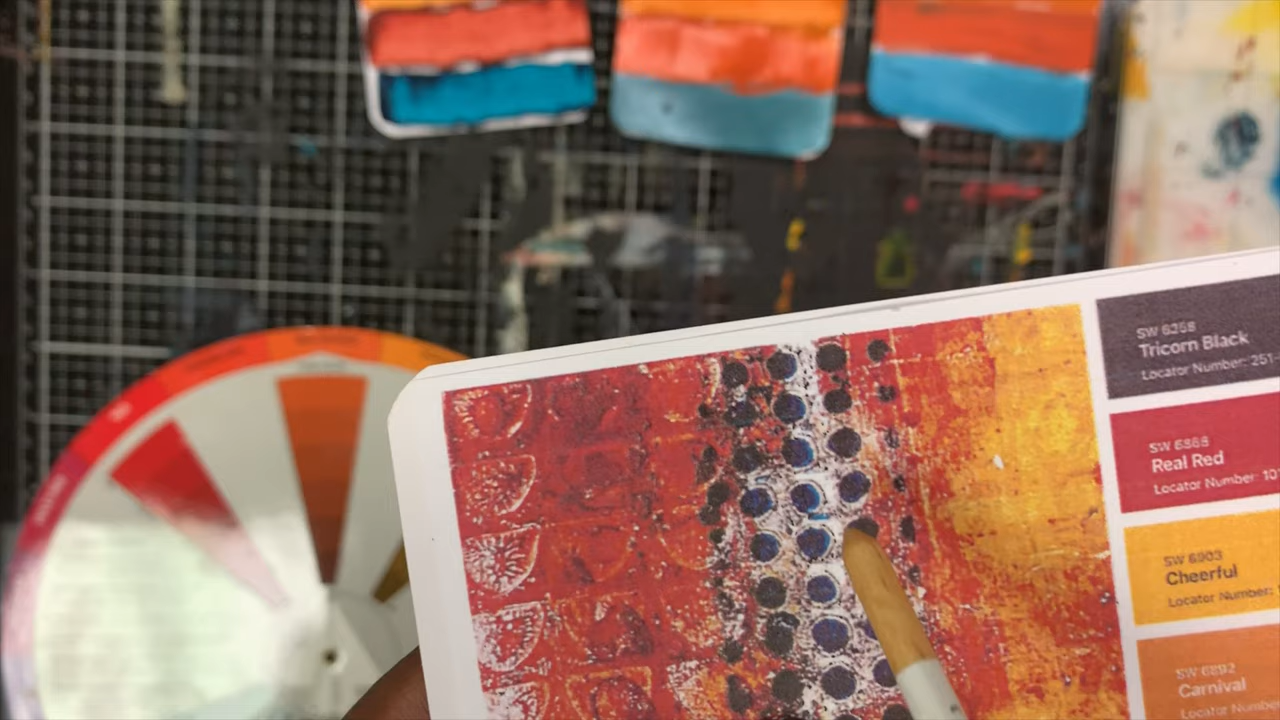 SW 6258
Tricorn Black
Locator Number: 251-
SW 6868
Real Red
Locator Number: 10
SW 6903
Cheerful
Locator Number:
SW 6892
Carnival
Locator Number: